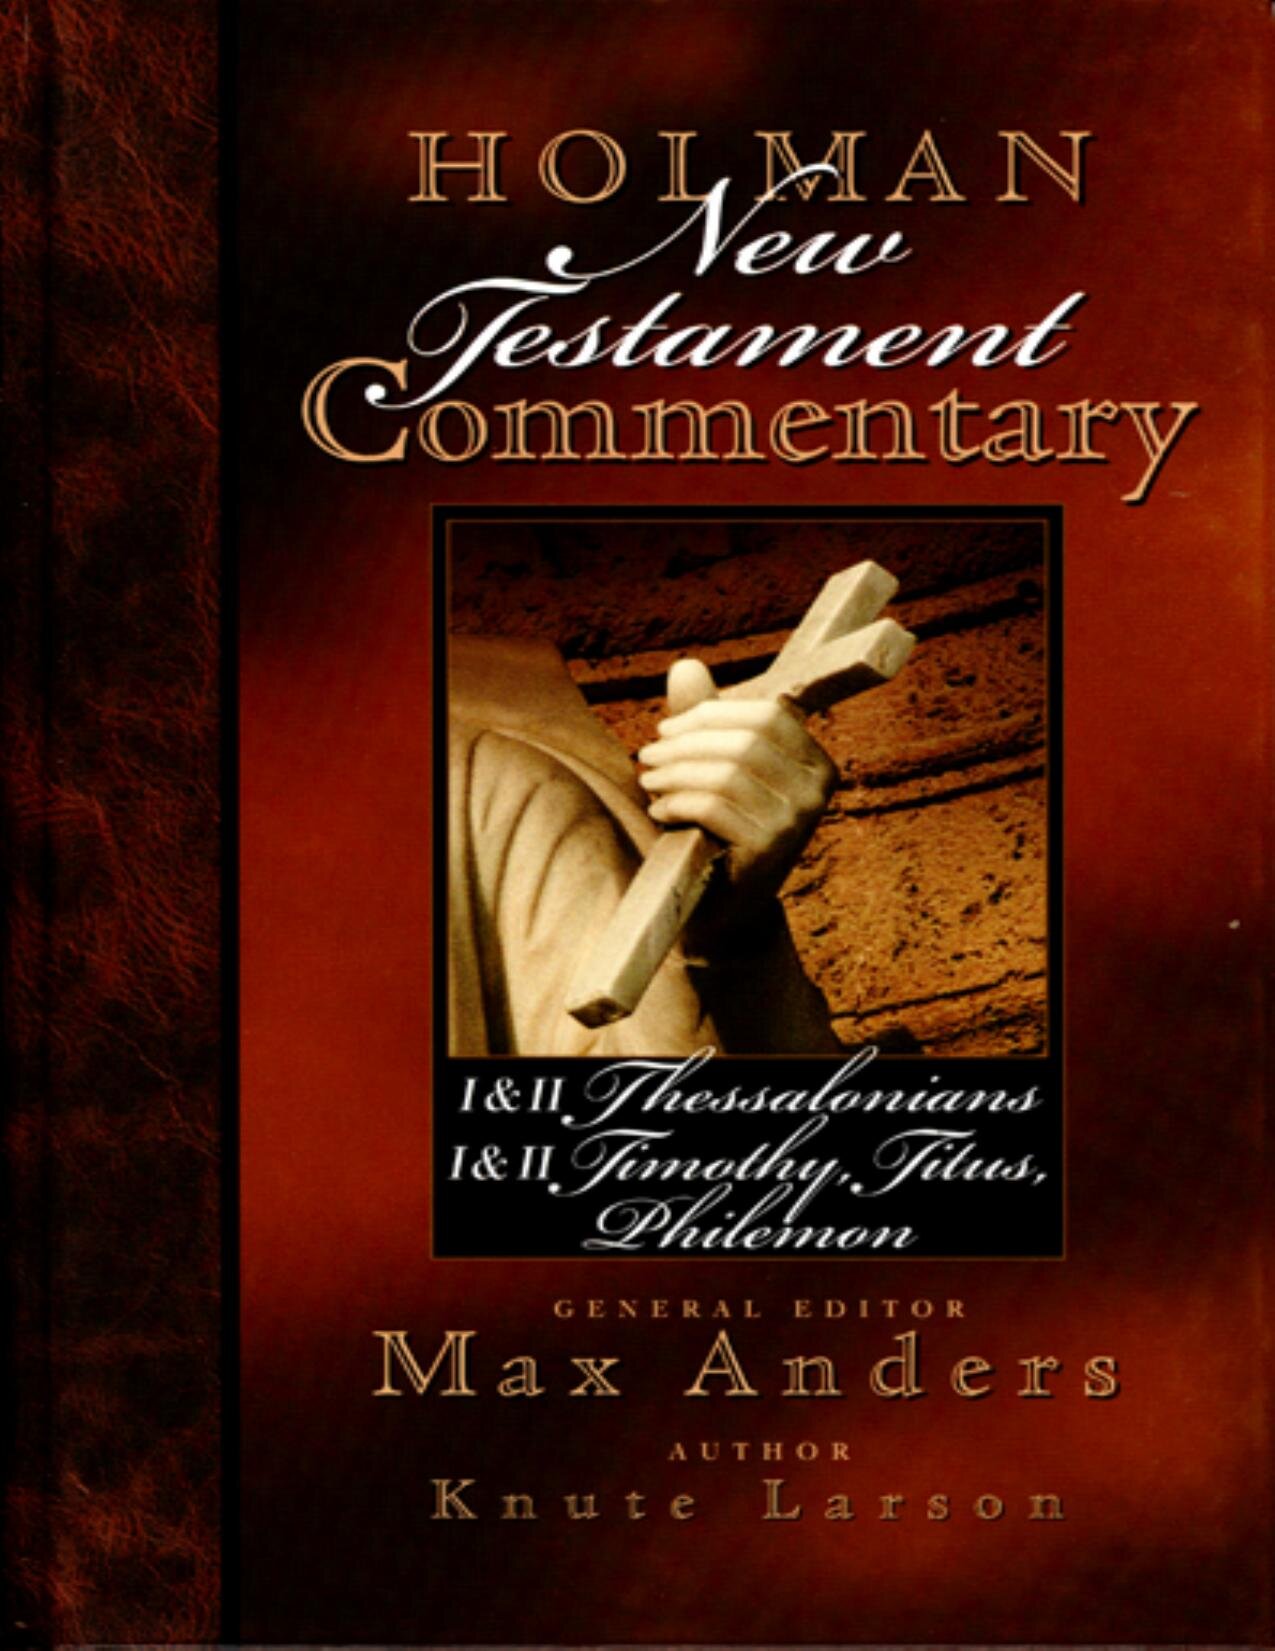 HOLMAN
New
Testament
Commentary
I & II Thessalonians
I & II Timothy, Titus,
Philemon
GENERAL EDITOR
Max Anders
AUTHOR
Knute Larson